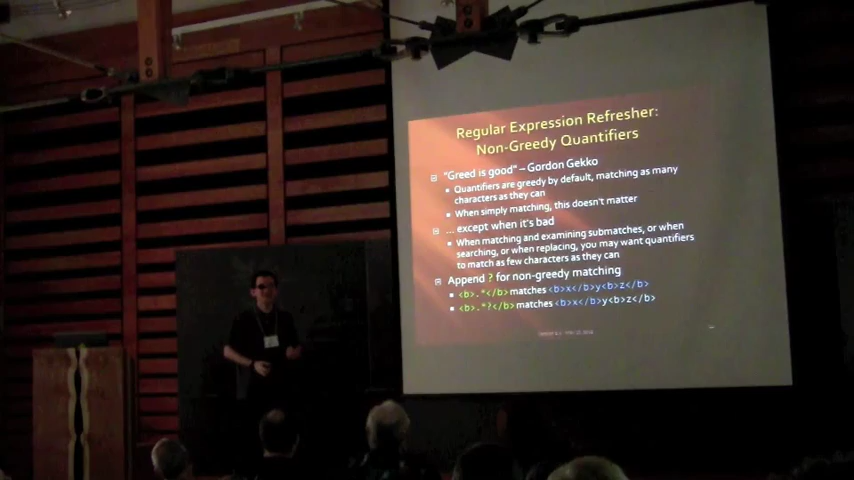 Regular Expression Refresher:
Non-Greedy Quantifiers
"Greed is good" – Gordon Gekko
Quantifiers are greedy by default, matching as many
characters as they can
When simply matching, this doesn't matter
... except when it's bad
When matching and examining submatches, or when
searching, or when replacing, you may want quantifiers
to match as few characters as they can
Append ? for non-greedy matching
<b>.*</b> matches <b>x</b>y<b>z</b>
<b>.*?</b> matches <b>x</b>y<b>z</b>